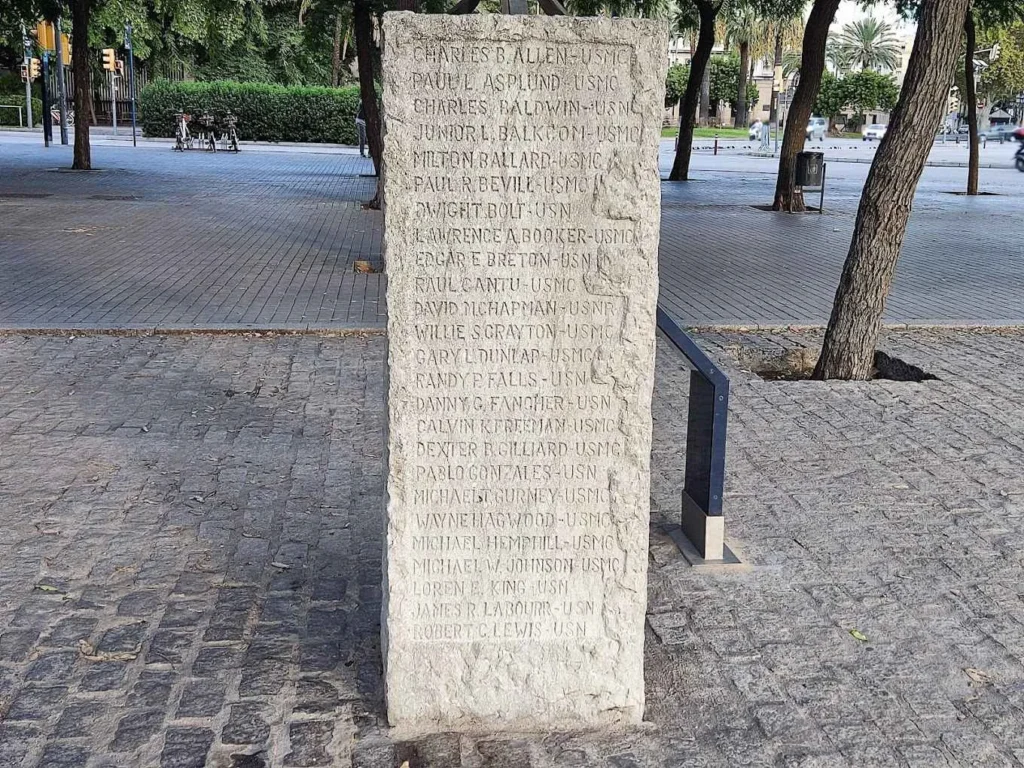 CHARLES B. ALLEN - USMC
PAUL L. ASPLUND - USMC
CHARLES BALDWIN - USN
JUNIOR L. BALKCOM - USMC
MILTON BALLARD - USMC
PAUL R. BEVILL - USMC
DWIGHT BOLT - USN
LAWRENCE A. BOOKER - USMC
EDGAR E. BRETON - USN
RAUL CANTU - USMC
DAVID M. CHAPMAN - USNR
WILLIE S. CRAYTON - USMC
GARY L. DUNLAP - USMC
RANDY P. FALLS - USN
DANNY G. FANCHER - USN
CALVIN K. FREEMAN - USMC
DEXTER R. GILLIARD - USMC
PABLO GONZALES - USN
MICHAEL T. GURNEY - USMC
WAYNE HAGWOOD - USMC
MICHAEL HEMPHILL - USMC
MICHAEL W. JOHNSON - USMC
LOREN E. KING - USN
JAMES R. LABOURR - USN
ROBERT C. LEWIS - USN